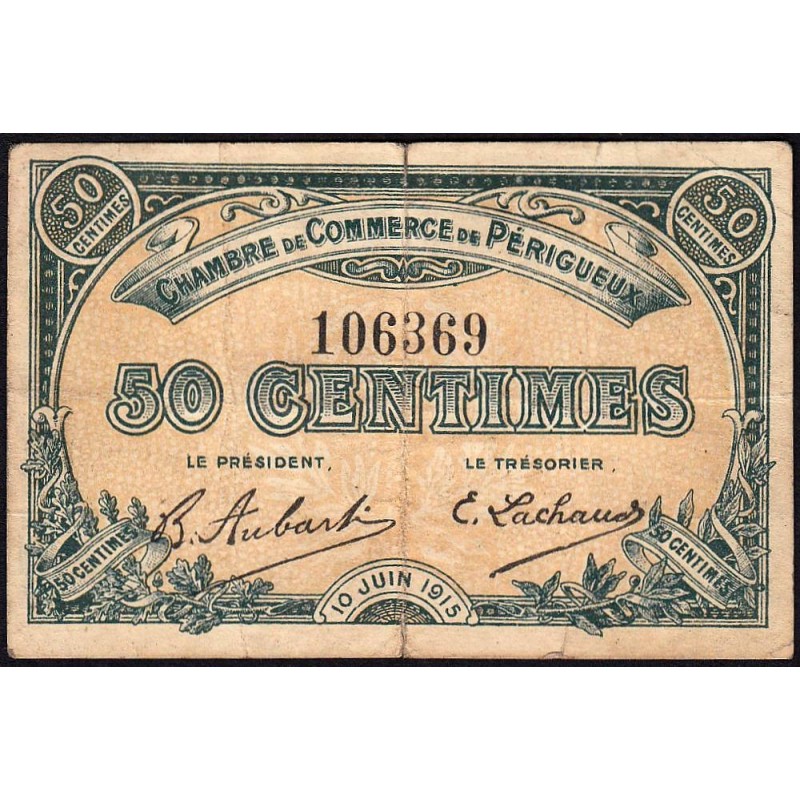 50 CENTIMES
50 CENTIMES
CHAMBRE DE COMMERCE DE PÉRIGUEUX
106369
50 CENTIMES
LE PRÉSIDENT,
LE TRÉSORIER,
E. Lachaud
50 CENTIMES
50 CENTIMES
10 JUIN 1915